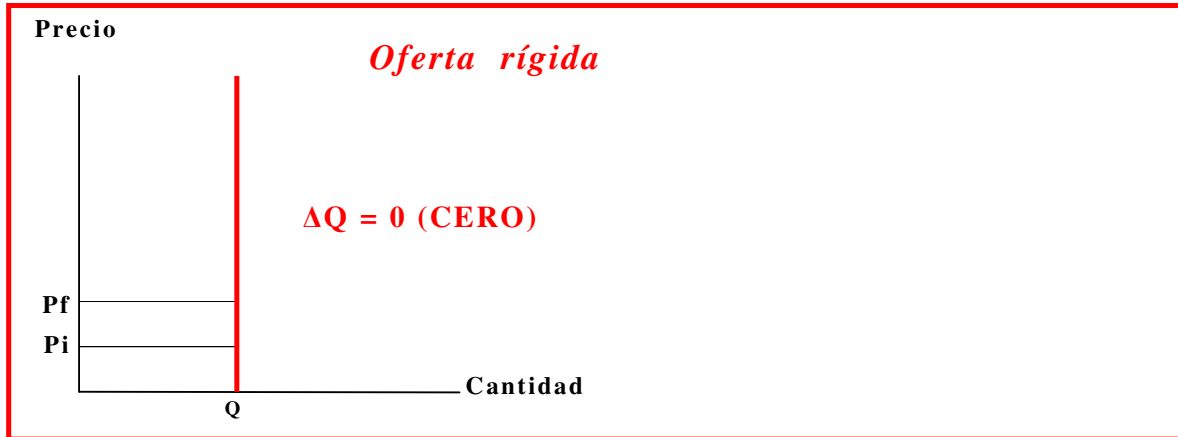 Precio
Oferta rígida
ΔQ = 0 (CERO)
Pf
Pi
Cantidad
Q